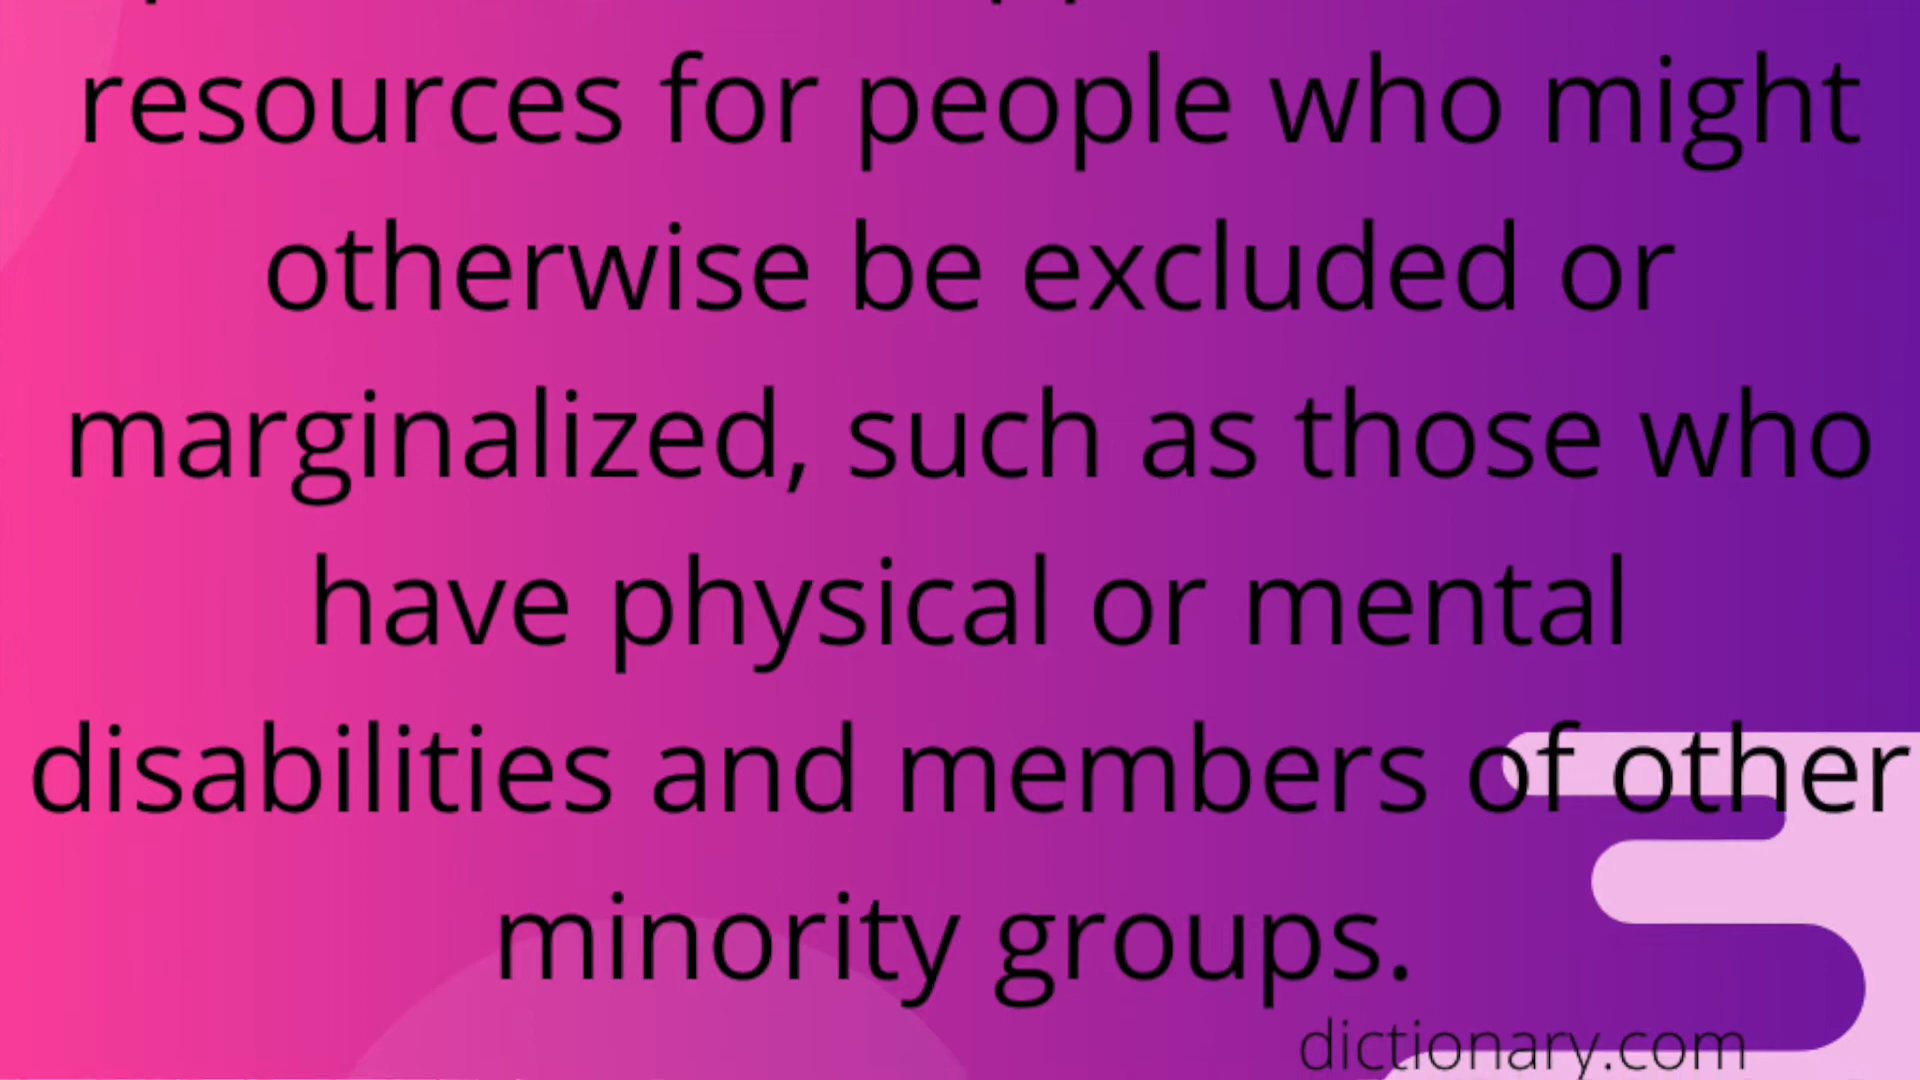 resources for people who might
otherwise be excluded or
marginalized, such as those who
have physical or mental
disabilities and members of other
minority groups.
dictionary.com